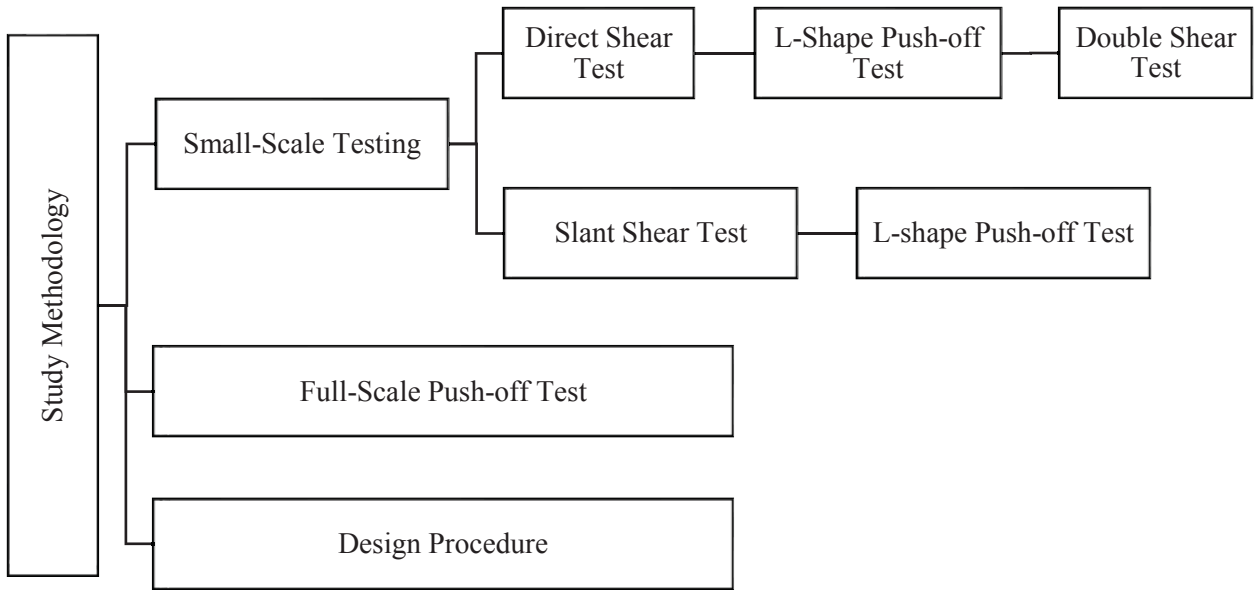 Study Methodology
Small-Scale Testing
Direct Shear
Test
L-Shape Push-off
Test
Double Shear
Test
Slant Shear Test
L-shape Push-off Test
Full-Scale Push-off Test
Design Procedure